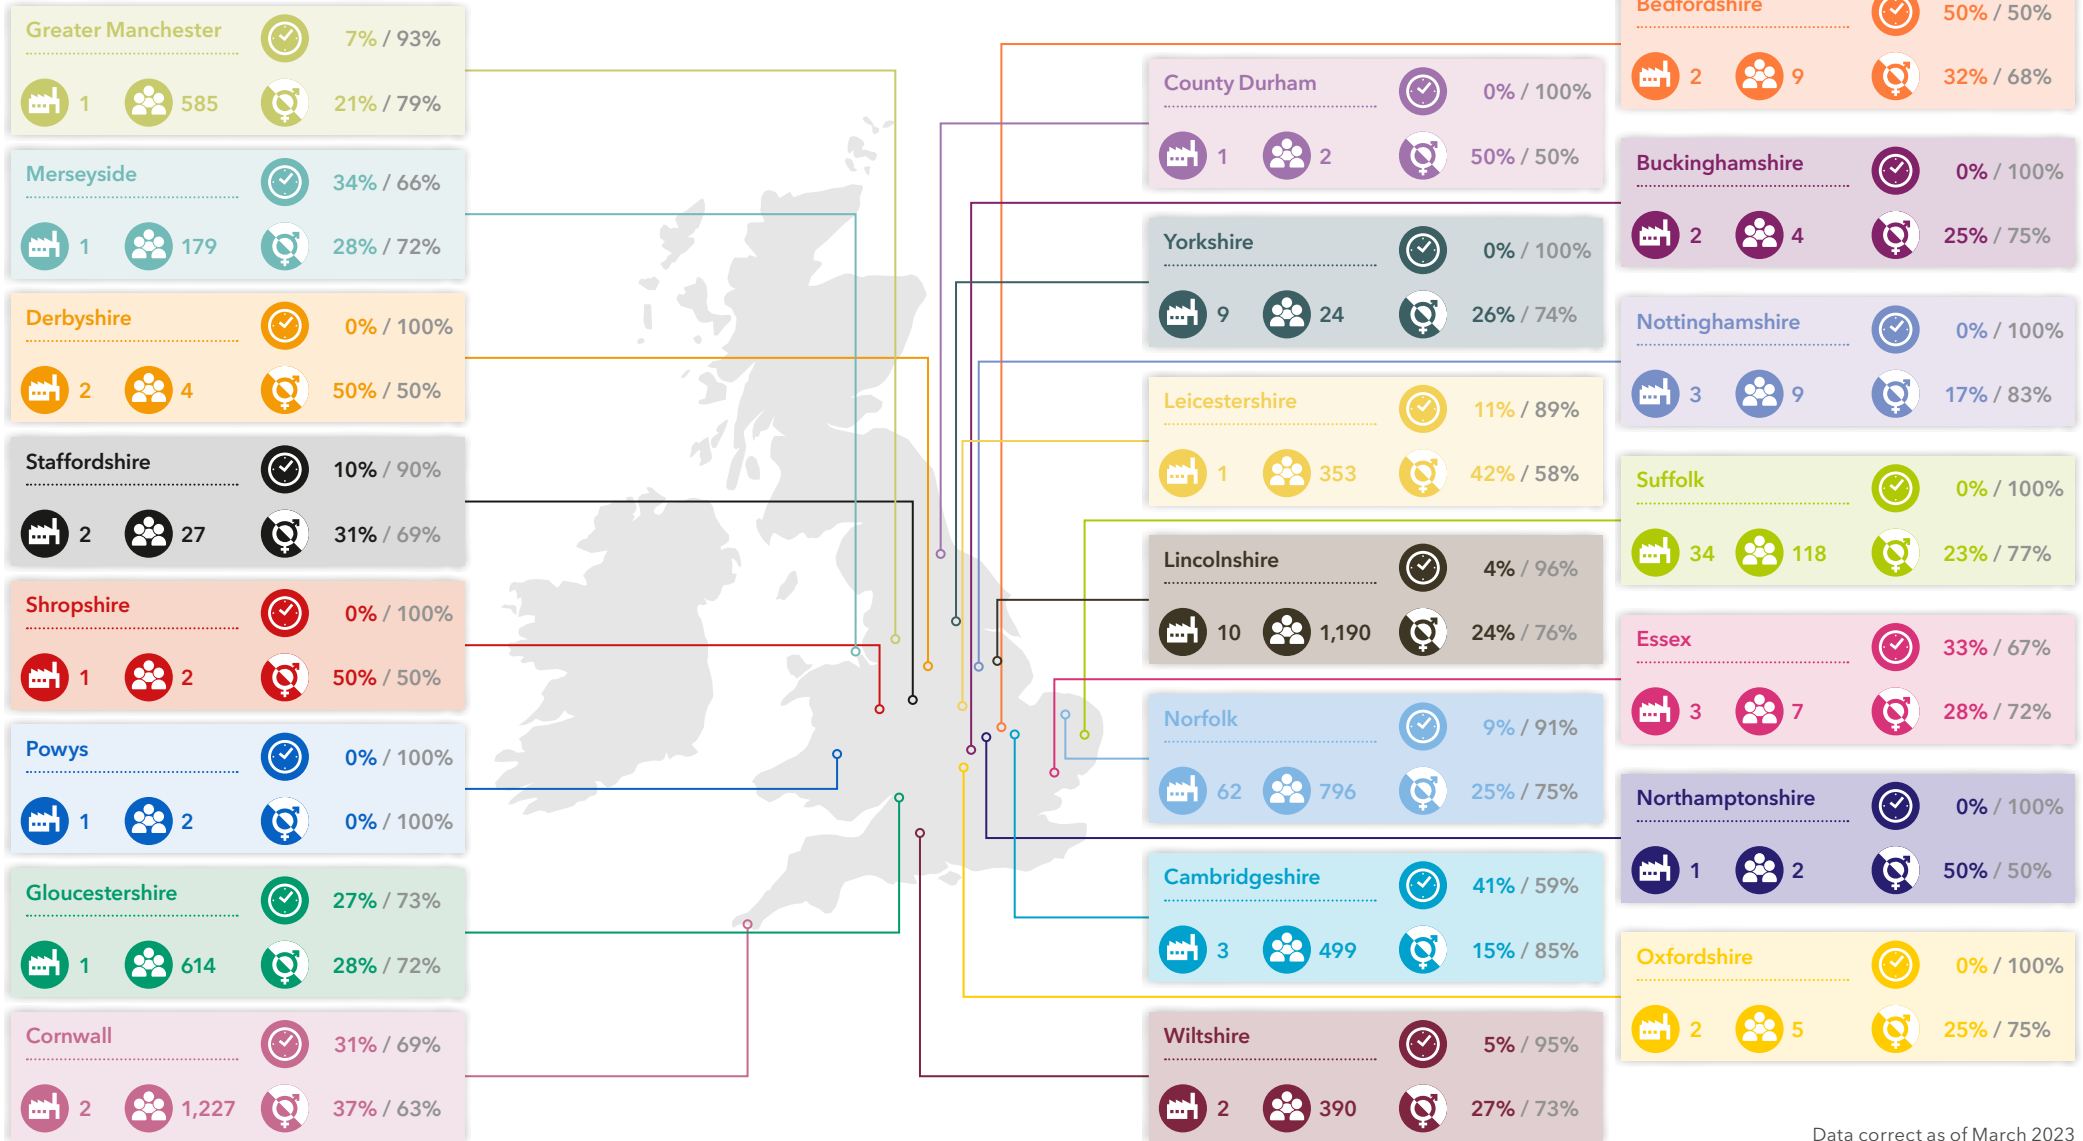 Greater Manchester
7% / 93%
1 585 21% / 79%
Merseyside
34% / 66%
1 179 28% / 72%
Derbyshire
0% / 100%
2 4 50% / 50%
Staffordshire
10% / 90%
2 27 31% / 69%
Shropshire
0% / 100%
1 2 50% / 50%
Powys
0% / 100%
1 2 0% / 100%
Gloucestershire
27% / 73%
1 614 28% / 72%
Cornwall
31% / 69%
2 1,227 37% / 63%
County Durham
0% / 100%
1 2 50% / 50%
Yorkshire
0% / 100%
9 24 26% / 74%
Leicestershire
11% / 89%
1 353 42% / 58%
Lincolnshire
4% / 96%
10 1,190 24% / 76%
Norfolk
9% / 91%
62 796 25% / 75%
Cambridgeshire
41% / 59%
3 499 15% / 85%
Wiltshire
5% / 95%
2 390 27% / 73%
Bedfordshire
50% / 50%
2 9 32% / 68%
Buckinghamshire
0% / 100%
2 4 25% / 75%
Nottinghamshire
0% / 100%
3 9 17% / 83%
Suffolk
0% / 100%
34 118 23% / 77%
Essex
33% / 67%
3 7 28% / 72%
Northamptonshire
0% / 100%
1 2 50% / 50%
Oxfordshire
0% / 100%
2 5 25% / 75%
Data correct as of March 2023